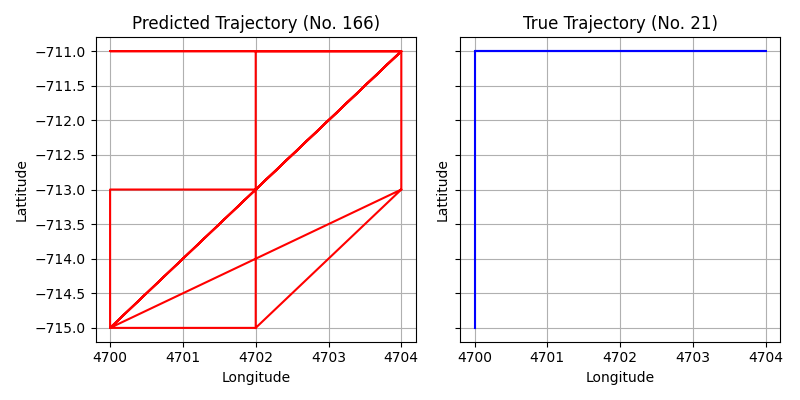 Predicted Trajectory (No. 166)
True Trajectory (No. 21)
−711.0
−711.5
−712.0
−712.5
−713.0
−713.5
−714.0
−714.5
−715.0
Lattitude
Lattitude
4700 4701 4702 4703 4704
4700 4701 4702 4703 4704
Longitude
Longitude